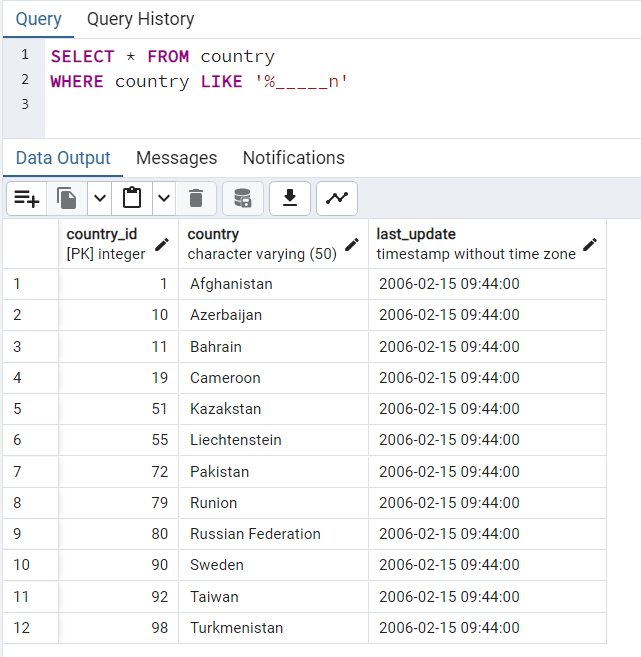 Query Query History
1 SELECT * FROM country
2 WHERE country LIKE '%_____n'
3
Data Output Messages Notifications
country_id country last_update
[PK] integer character varying (50) timestamp without time zone
1 1 Afghanistan 2006-02-15 09:44:00
2 10 Azerbaijan 2006-02-15 09:44:00
3 11 Bahrain 2006-02-15 09:44:00
4 19 Cameroon 2006-02-15 09:44:00
5 51 Kazakstan 2006-02-15 09:44:00
6 55 Liechtenstein 2006-02-15 09:44:00
7 72 Pakistan 2006-02-15 09:44:00
8 79 Runion 2006-02-15 09:44:00
9 80 Russian Federation 2006-02-15 09:44:00
10 90 Sweden 2006-02-15 09:44:00
11 92 Taiwan 2006-02-15 09:44:00
12 98 Turkmenistan 2006-02-15 09:44:00